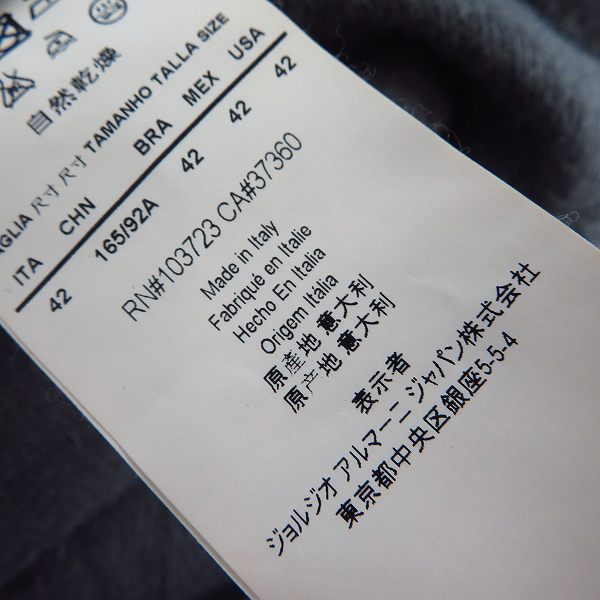 自然乾燥
尺寸 尺寸 TAMANHO TALLA SIZE
ITA CHN BRA MEX USA
42 165/92A 42 42 42
RN#103723 CA#37360
Made in Italy
Fabriqué en Italie
Hecho En Italia
Origem Itália
原產地 意大利
原产地 意大利
表示者
ジョルジオ アルマーニ ジャパン株式会社
東京都中央区銀座5-5-4